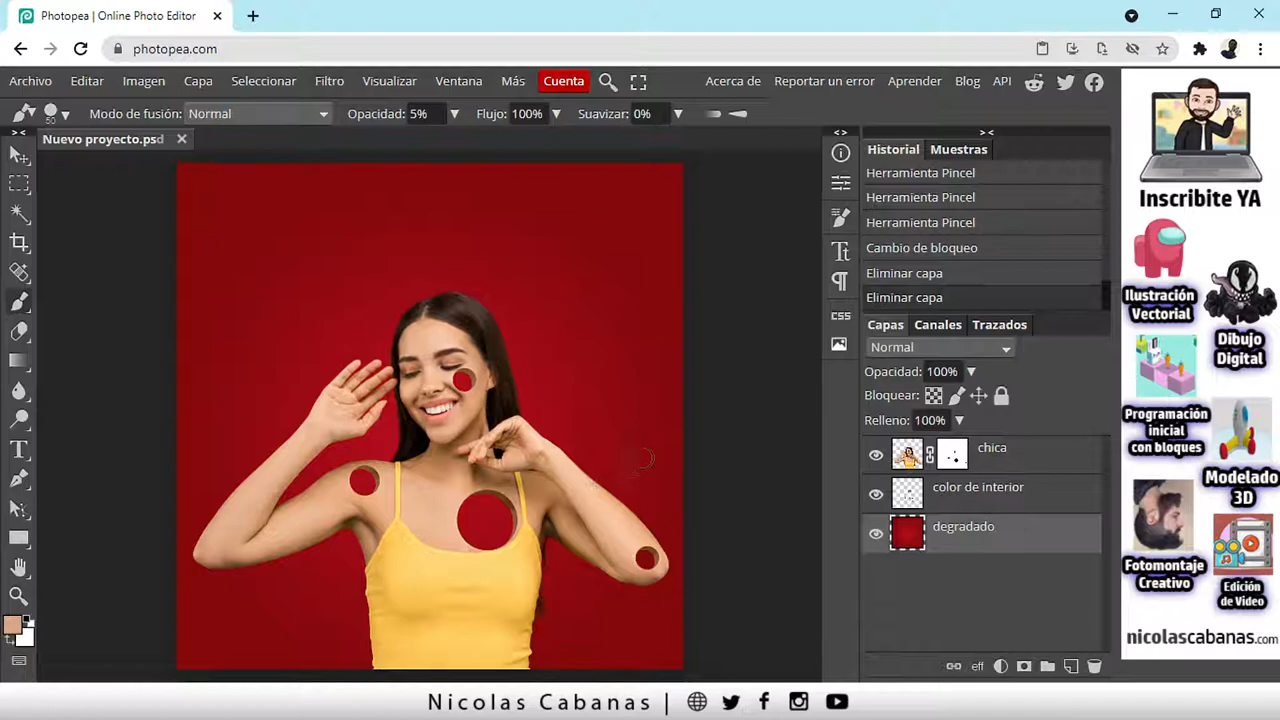 Photopea | Online Photo Editor
photopea.com
Archivo Editar Imagen Capa Seleccionar Filtro Visualizar Ventana Más Cuenta Acerca de Reportar un error Aprender Blog API
50 Modo de fusión: Normal Opacidad: 5% Flujo: 100% Suavizar: 0%
Nuevo proyecto.psd
Historial Muestras
Herramienta Pincel
Herramienta Pincel
Herramienta Pincel
Cambio de bloqueo
Eliminar capa
Eliminar capa
CSS
Capas Canales Trazados
Normal
Opacidad: 100%
Bloquear:
Relleno: 100%
chica
color de interior
degradado
eff
Inscribite YA
Ilustración
Vectorial
Dibujo
Digital
Programación
inicial
con bloques
Modelado
3D
Fotomontaje
Creativo
Edición
de Video
nicolascabanas.com
Nicolas Cabanas |